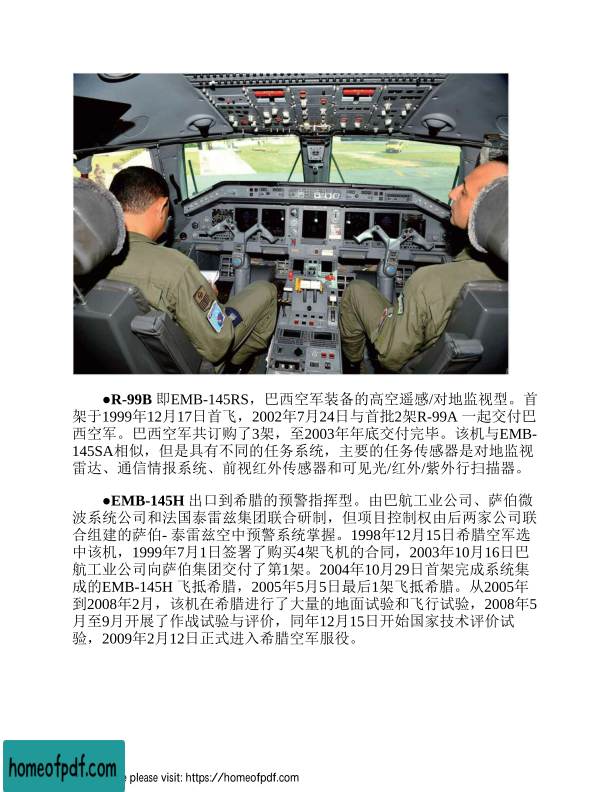 ●R-99B 即EMB-145RS，巴西空军装备的高空遥感/对地监视型。首
架于1999年12月17日首飞，2002年7月24日与首批2架R-99A 一起交付巴
西空军。巴西空军共订购了3架，至2003年年底交付完毕。该机与EMB-
145SA相似，但是具有不同的任务系统，主要的任务传感器是对地监视
雷达、通信情报系统、前视红外传感器和可见光/红外/紫外行扫描器。
●EMB-145H 出口到希腊的预警指挥型。由巴航工业公司、萨伯微
波系统公司和法国泰雷兹集团联合研制，但项目控制权由后两家公司联
合组建的萨伯- 泰雷兹空中预警系统掌握。1998年12月15日希腊空军选
中该机，1999年7月1日签署了购买4架飞机的合同，2003年10月16日巴
航工业公司向萨伯集团交付了第1架。2004年10月29日首架完成系统集
成的EMB-145H 飞抵希腊，2005年5月5日最后1架飞抵希腊。从2005年
到2008年2月，该机在希腊进行了大量的地面试验和飞行试验，2008年5
月至9月开展了作战试验与评价，同年12月15日开始国家技术评价试
验，2009年2月12日正式进入希腊空军服役。
homeofpdf.com
please visit: https://homeofpdf.com